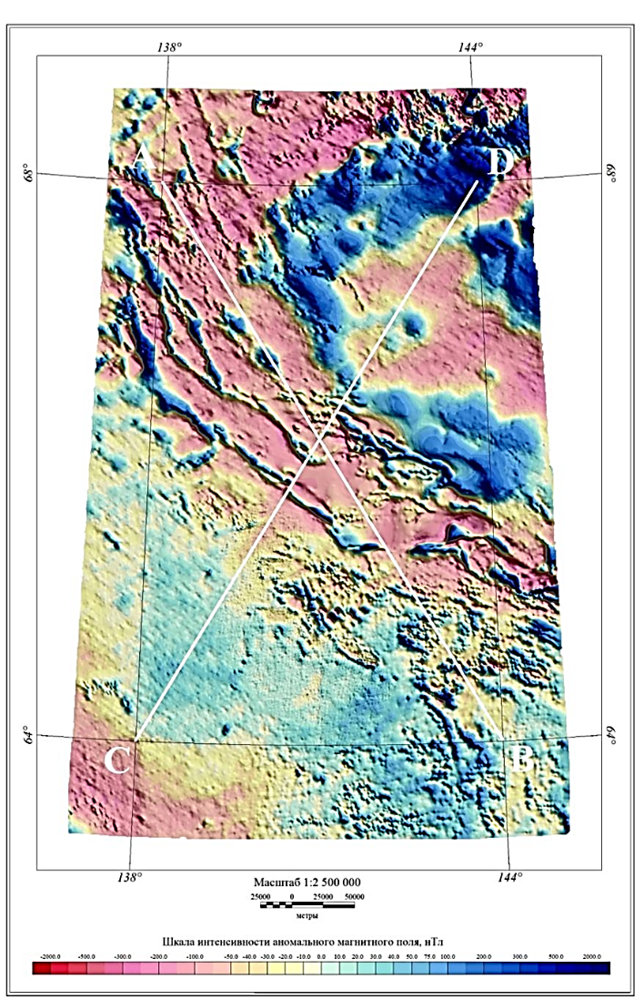 138° 144°
A D
68° 68°
64° 64°
C B
138° 144°
Масштаб 1:2 500 000
25000 0 25000 50000
метры
Шкала интенсивности аномального магнитного поля, нТл
-2000.0 -500.0 -300.0 -200.0 -100.0 -50.0 -40.0 -30.0 -20.0 -10.0 0.0 10.0 20.0 30.0 40.0 50.0 75.0 100.0 200.0 300.0 500.0 2000.0